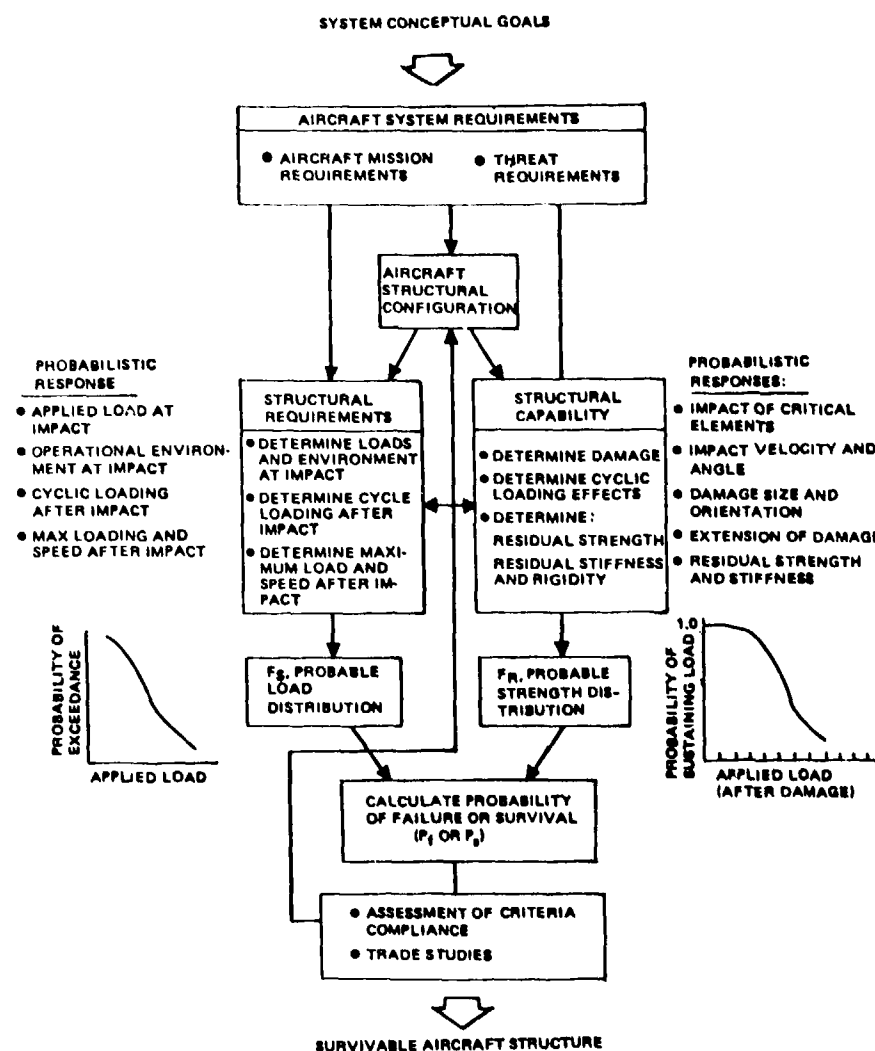 SYSTEM CONCEPTUAL GOALS
AIRCRAFT SYSTEM REQUIREMENTS
● AIRCRAFT MISSION
REQUIREMENTS
● THREAT
REQUIREMENTS
AIRCRAFT
STRUCTURAL
CONFIGURATION
PHOBABILISTIC
RESPONSE
● APPLIED LOAD AT
IMPACT
● OPERATIONAL ENVIRON-
MENT AT IMPACT
● CYCLIC LOADING
AFTER IMPACT
● MAX LOADING AND
SPEED AFTER IMPACT
STRUCTURAL
REQUIREMENTS
● DETERMINE LOADS
AND ENVIRONMENT
AT IMPACT
● DETERMINE CYCLE
LOADING AFTER
IMPACT
● DETERMINE MAXI-
MUM LOAD AND
SPEED AFTER IM-
PACT
STRUCTURAL
CAPABILITY
● DETERMINE DAMAGE
● DETERMINE CYCLIC
LOADING EFFECTS
● DETERMINE:
RESIDUAL STRENGTH
RESIDUAL STIFFNESS
AND RIGIDITY
PROBABILISTIC
RESPONSES:
● IMPACT OF CRITICAL
ELEMENTS
● IMPACT VELOCITY AND
ANGLE
● DAMAGE SIZE AND
ORIENTATION
● EXTENSION OF DAMAGE
● RESIDUAL STRENGTH
AND STIFFNESS
PROBABILITY OF
EXCEEDANCE
APPLIED LOAD
FS, PROBABLE
LOAD
DISTRIBUTION
FR, PROBABLE
STRENGTH DIS-
TRIBUTION
1.0
PROBABILITY OF
SUSTAINING LOAD
APPLIED LOAD
(AFTER DAMAGE)
CALCULATE PROBABILITY
OF FAILURE OR SURVIVAL
(Pf OR Ps)
● ASSESSMENT OF CRITERIA
COMPLIANCE
● TRADE STUDIES
SURVIVABLE AIRCRAFT STRUCTURE